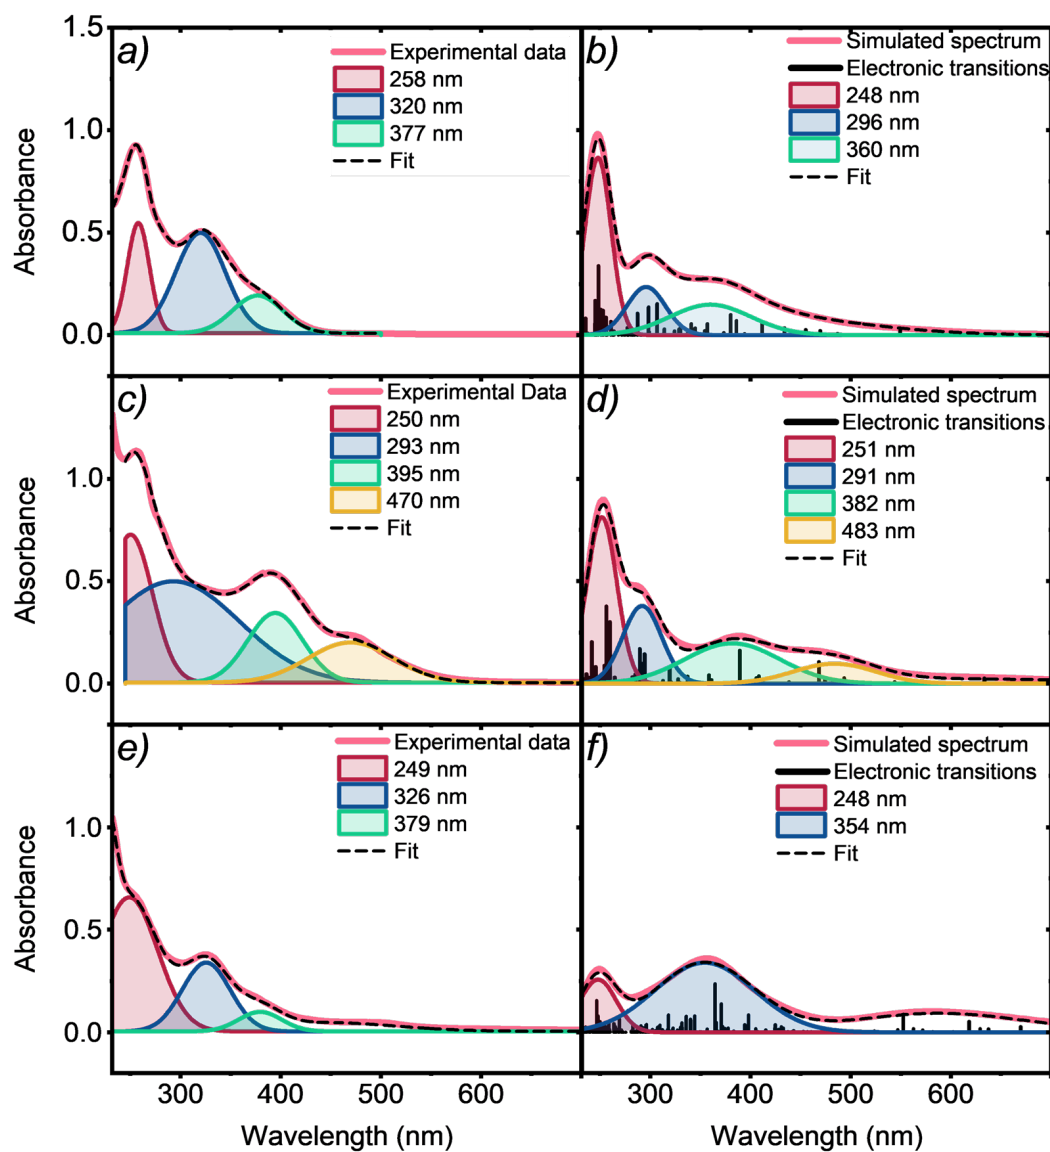 1.5
a)
Experimental data
258 nm
320 nm
377 nm
Fit
1.0
0.5
0.0
Absorbance
b)
Simulated spectrum
Electronic transitions
248 nm
296 nm
360 nm
Fit
c)
Experimental Data
250 nm
293 nm
395 nm
470 nm
Fit
1.0
0.5
0.0
Absorbance
d)
Simulated spectrum
Electronic transitions
251 nm
291 nm
382 nm
483 nm
Fit
e)
Experimental data
249 nm
326 nm
379 nm
Fit
1.0
0.5
0.0
Absorbance
f)
Simulated spectrum
Electronic transitions
248 nm
354 nm
Fit
300 400 500 600
300 400 500 600
Wavelength (nm)
Wavelength (nm)